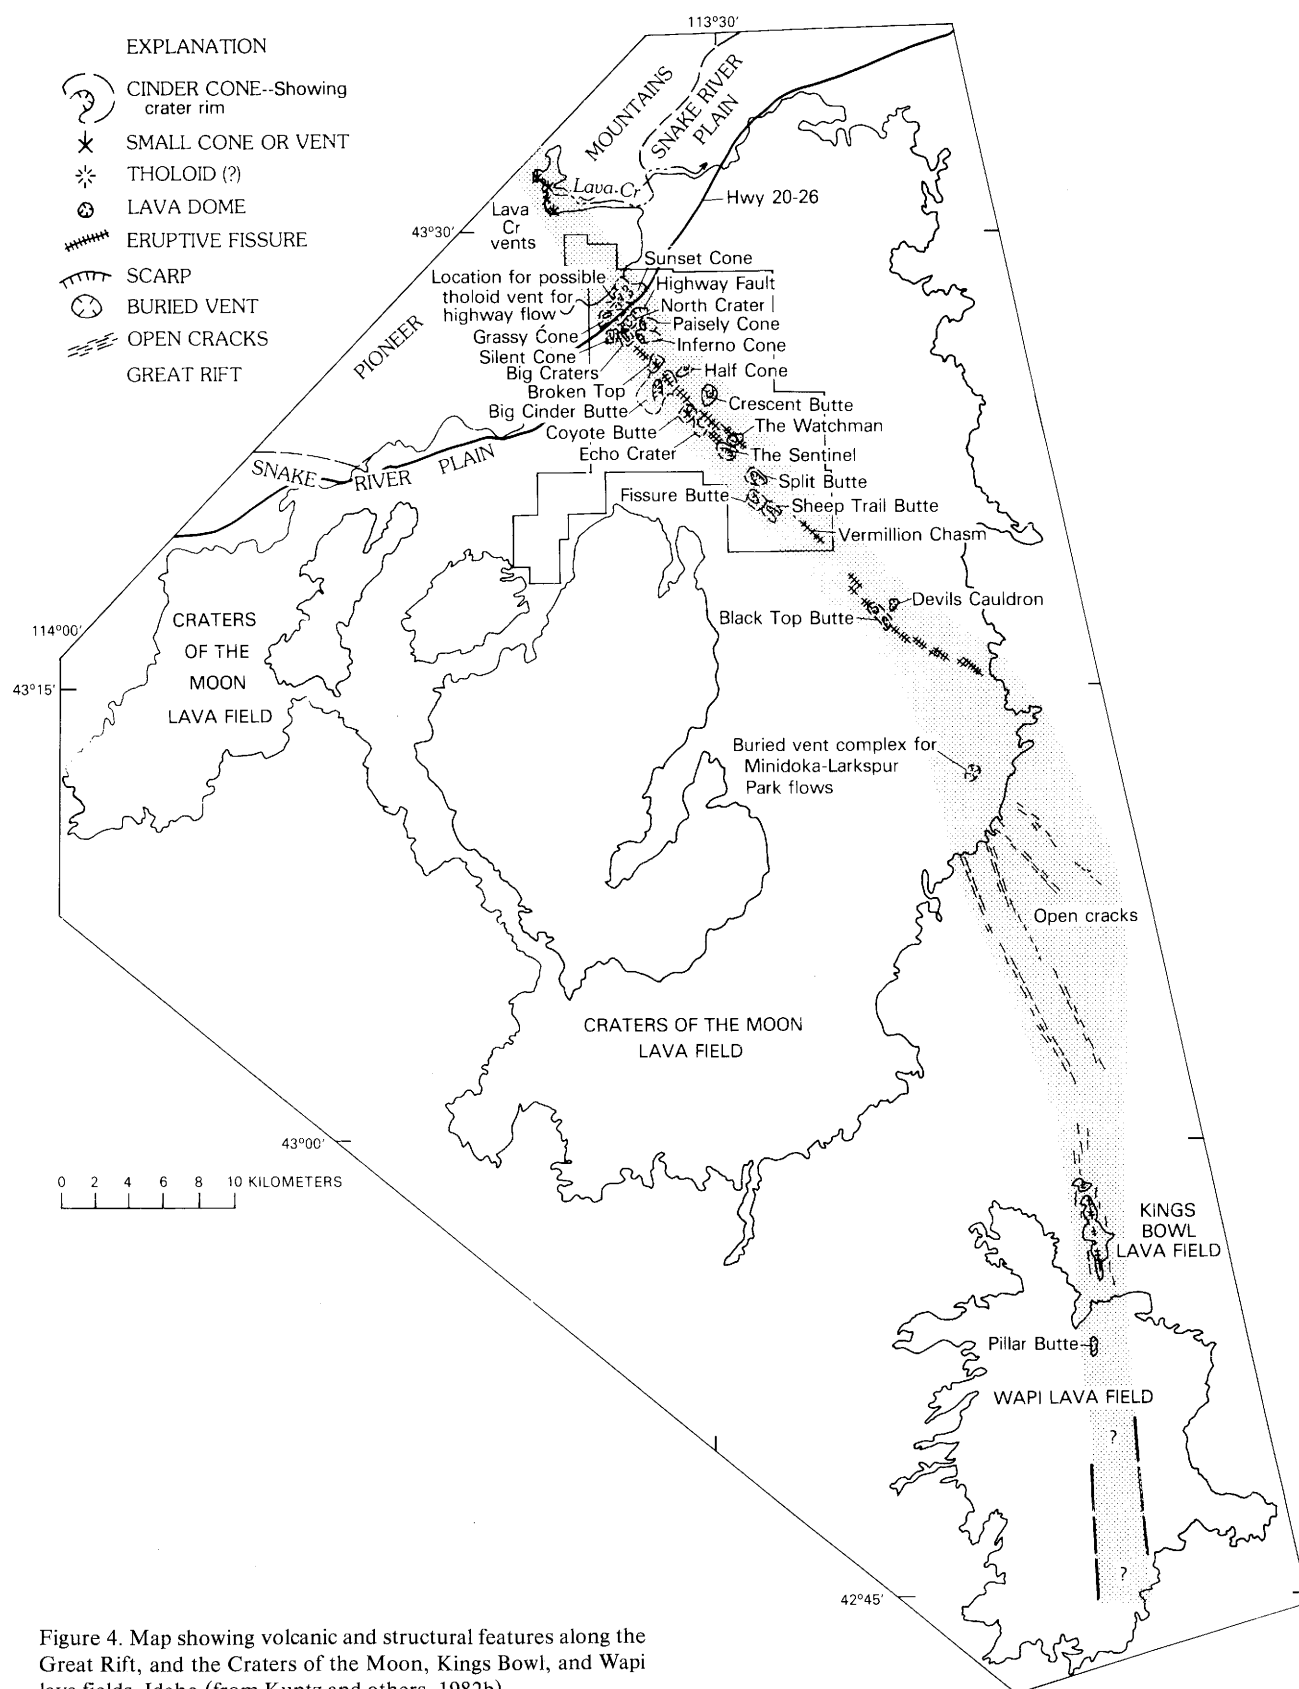 113°30'
EXPLANATION
CINDER CONE--Showing
crater rim
SMALL CONE OR VENT
THOLOID (?)
LAVA DOME
ERUPTIVE FISSURE
SCARP
BURIED VENT
OPEN CRACKS
GREAT RIFT
MOUNTAINS
SNAKE RIVER
PLAIN
Lava Cr
Hwy 20-26
Lava
Cr
vents
43°30'
Sunset Cone
Location for possible
tholoid vent for
highway flow
Highway Fault
North Crater
Paisely Cone
Grassy Cone
Inferno Cone
Silent Cone
Big Craters
Half Cone
PIONEER
Broken Top
Crescent Butte
Big Cinder Butte
The Watchman
Coyote Butte
Echo Crater
The Sentinel
SNAKE RIVER PLAIN
Split Butte
Fissure Butte
Sheep Trail Butte
Vermillion Chasm
Devils Cauldron
Black Top Butte
CRATERS
OF THE
MOON
LAVA FIELD
114°00'
43°15'
Buried vent complex for
Minidoka-Larkspur
Park flows
Open cracks
CRATERS OF THE MOON
LAVA FIELD
43°00'
0 2 4 6 8 10 KILOMETERS
KINGS
BOWL
LAVA FIELD
Pillar Butte
WAPI LAVA FIELD
?
?
42°45'
Figure 4. Map showing volcanic and structural features along the
Great Rift, and the Craters of the Moon, Kings Bowl, and Wapi
lava fields, Idaho (from Kuntz and others, 1982b)